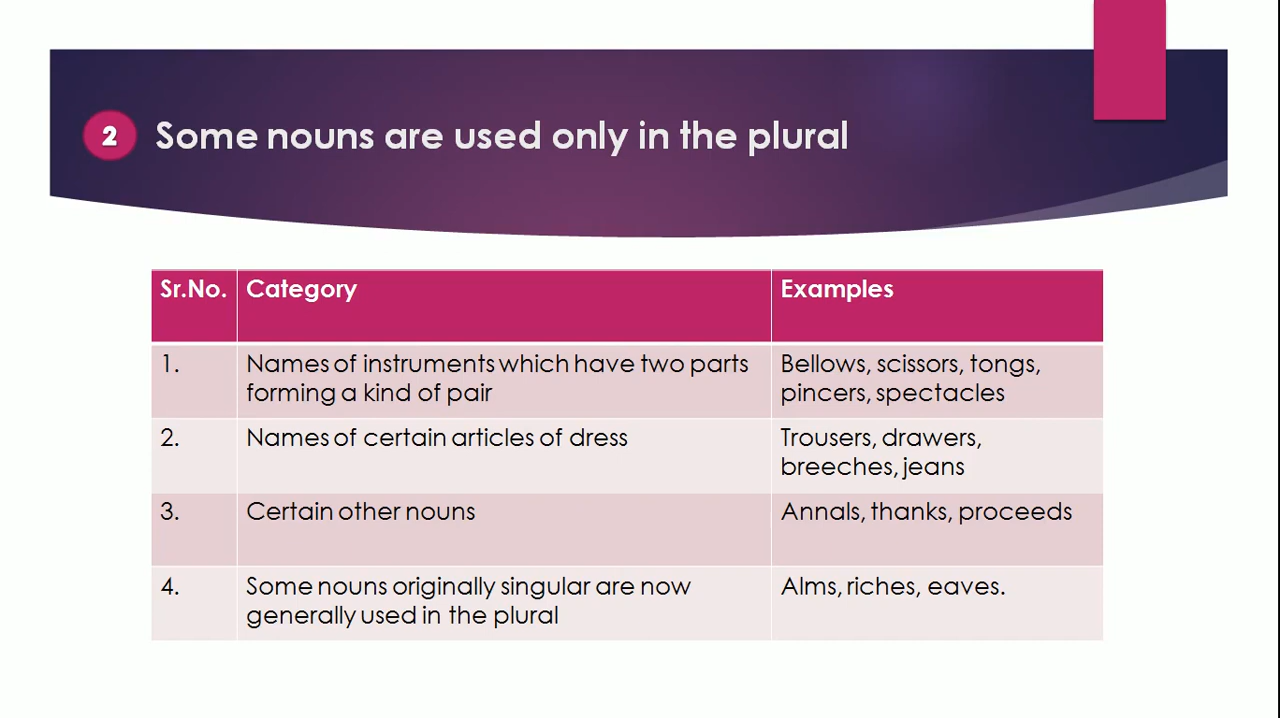 2 Some nouns are used only in the plural
Sr.No. Category Examples
1. Names of instruments which have two parts Bellows, scissors, tongs,
forming a kind of pair pincers, spectacles
2. Names of certain articles of dress Trousers, drawers,
breeches, jeans
3. Certain other nouns Annals, thanks, proceeds
4. Some nouns originally singular are now Alms, riches, eaves.
generally used in the plural